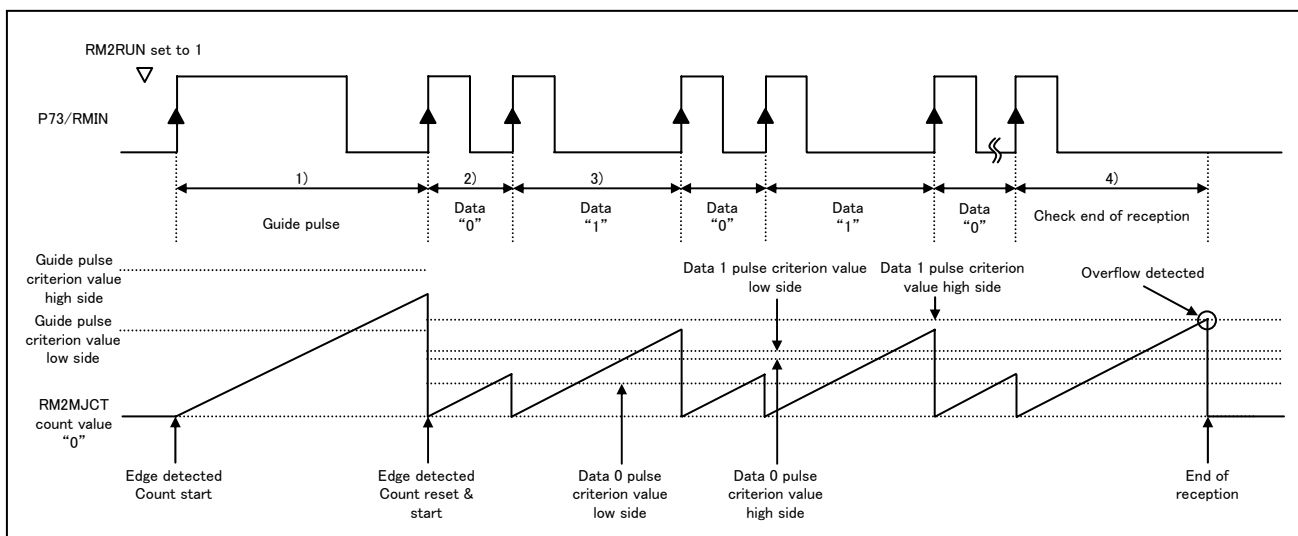 RM2RUN set to 1
P73/RMIN
1)
2)
3)
4)
Guide pulse
Data
“0”
Data
“1”
Data
“0”
Data
“1”
Data
“0”
Check end of reception
Guide pulse
criterion value
high side
Data 1 pulse criterion value
low side
Data 1 pulse criterion
value high side
Overflow detected
Guide pulse
criterion value
low side
RM2MJCT
count value
“0”
Edge detected
Count start
Edge detected
Count reset &
start
Data 0 pulse
criterion value
low side
Data 0 pulse
criterion value
high side
End of
reception